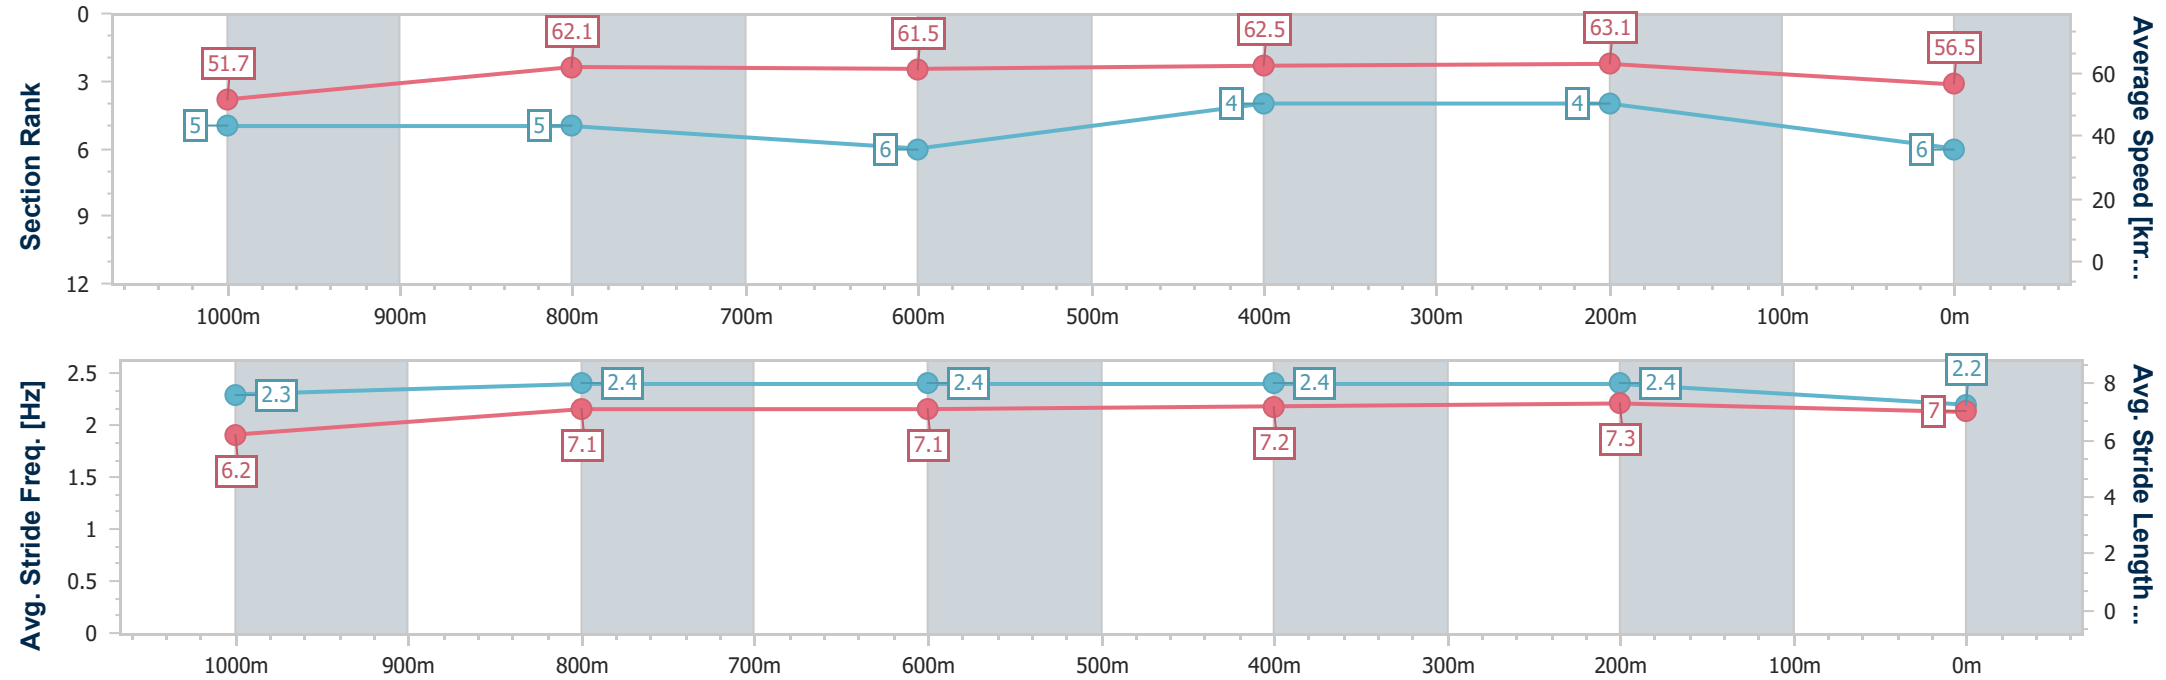 Section Rank
0
3
6
9
12
51.7
62.1
61.5
62.5
63.1
56.5
5
5
6
4
4
6
Average Speed [km...
60
40
20
0
1000m
900m
800m
700m
600m
500m
400m
300m
200m
100m
0m
Avg. Stride Freq. [Hz]
2.5
2
1.5
1
0.5
0
2.3
2.4
2.4
2.4
2.4
2.2
6.2
7.1
7.1
7.2
7.3
7
Avg. Stride Length ...
8
6
4
2
0
1000m
900m
800m
700m
600m
500m
400m
300m
200m
100m
0m